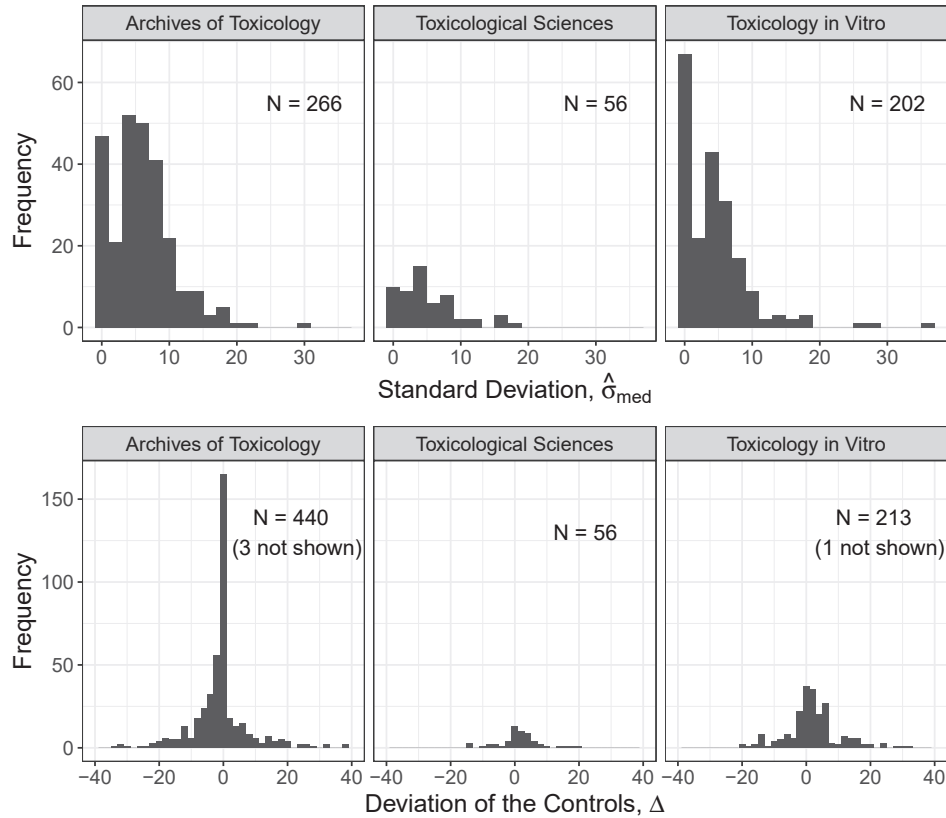 Archives of Toxicology Toxicological Sciences Toxicology in Vitro
N = 266 N = 56 N = 202
60
40
20
0
Frequency
0 10 20 30 0 10 20 30 0 10 20 30
Standard Deviation, σ̂med
Archives of Toxicology Toxicological Sciences Toxicology in Vitro
N = 440
(3 not shown)
N = 56
N = 213
(1 not shown)
150
100
50
0
Frequency
−40 −20 0 20 40 −40 −20 0 20 40 −40 −20 0 20 40
Deviation of the Controls, Δ